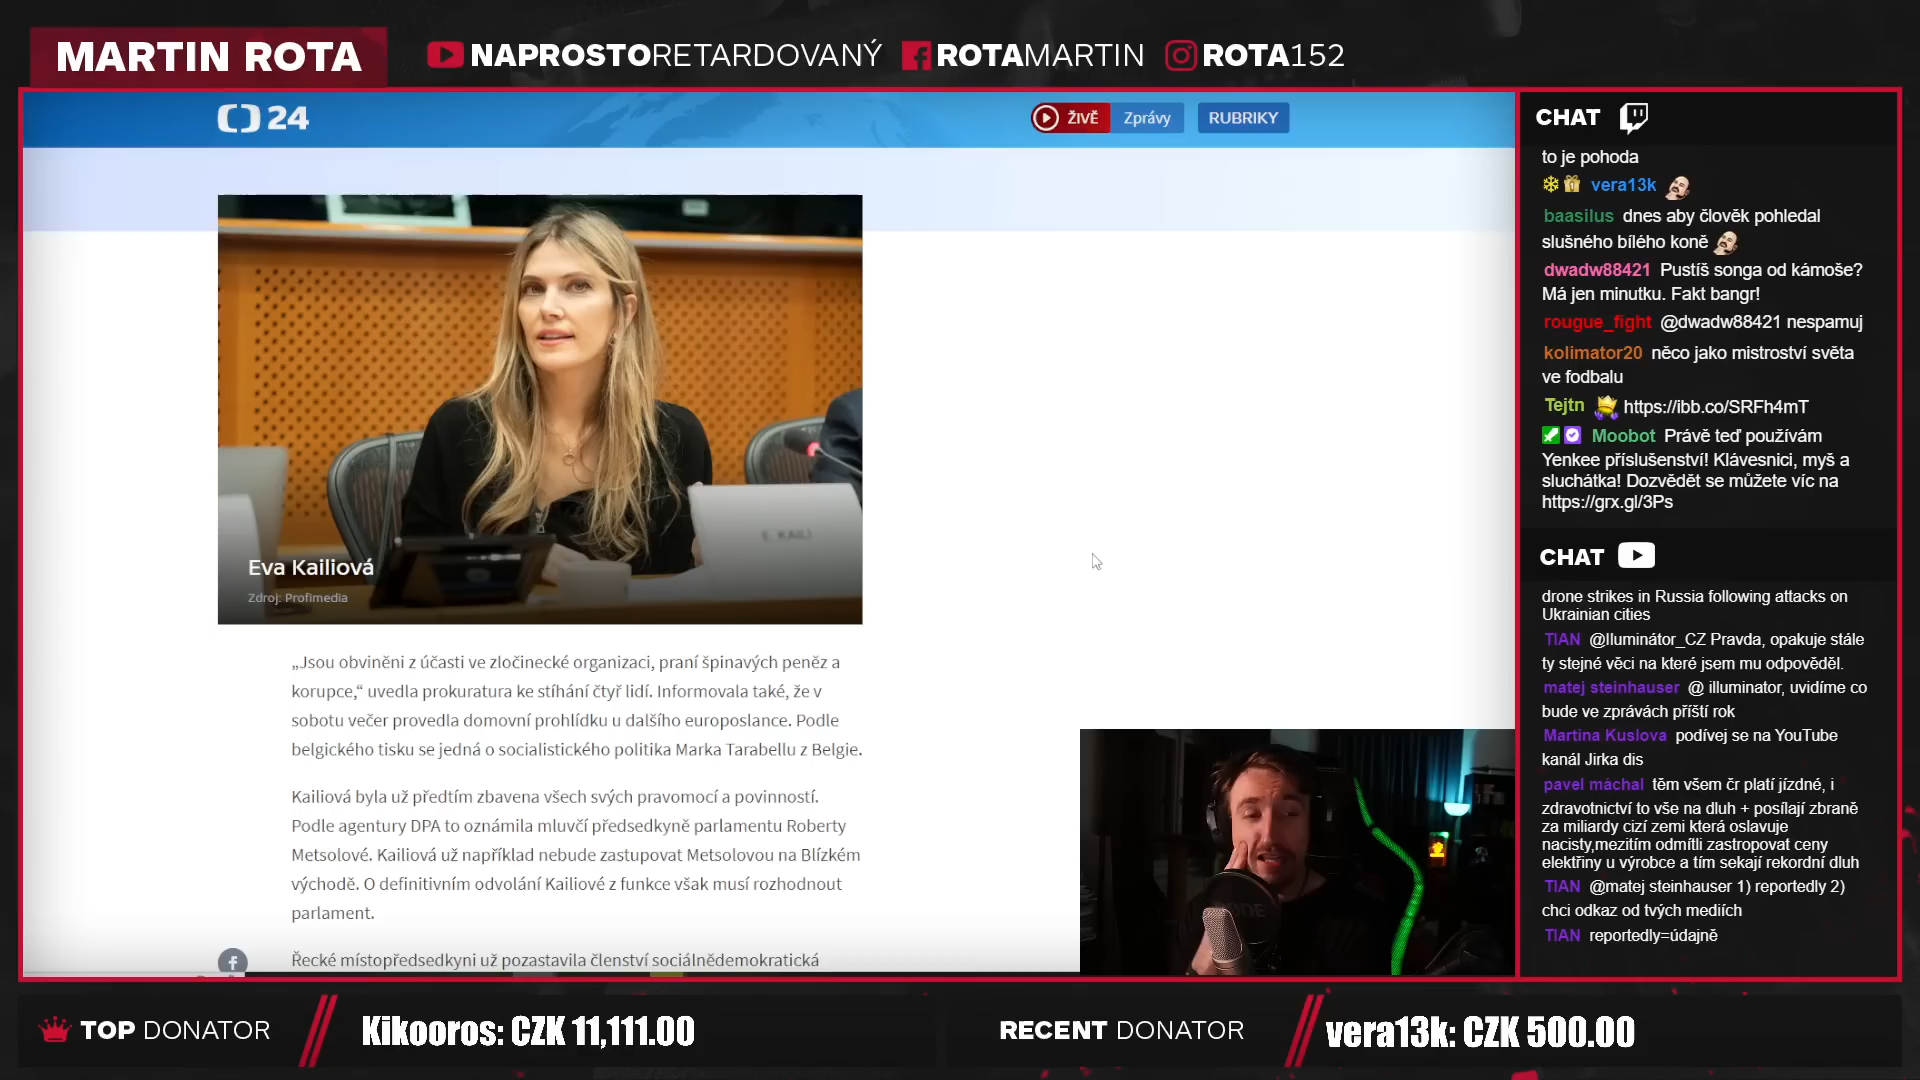 MARTIN ROTA
NAPROSTORETARDOVANÝ
ROTAMARTIN
ROTA152
24
ŽIVĚ
Zprávy
RUBRIKY
E. KAILI
Eva Kailiová
Zdroj: Profimedia
„Jsou obviněni z účasti ve zločinecké organizaci, praní špinavých peněz a
korupce,“ uvedla prokuratura ke stíhání čtyř lidí. Informovala také, že v
sobotu večer provedla domovní prohlídku u dalšího europoslance. Podle
belgického tisku se jedná o socialistického politika Marka Tarabellu z Belgie.
Kailiová byla už předtím zbavena všech svých pravomocí a povinností.
Podle agentury DPA to oznámila mluvčí předsedkyně parlamentu Roberty
Metsolové. Kailiová už například nebude zastupovat Metsolovou na Blízkém
východě. O definitivním odvolání Kailiové z funkce však musí rozhodnout
parlament.
Řecké místopředsedkyni už pozastavila členství sociálnědemokratická
CHAT
to je pohoda
vera13k
baasilus dnes aby člověk pohledal
slušného bílého koně
dwadw88421 Pustíš songa od kámoše?
Má jen minutku. Fakt bangr!
rougue_fight @dwadw88421 nespamuj
kolimator20 něco jako mistroství světa
ve fodbalu
Tejtn https://ibb.co/SRFh4mT
Moobot Právě teď používám
Yenkee příslušenství! Klávesnici, myš a
sluchátka! Dozvědět se můžete víc na
https://grx.gl/3Ps
CHAT
drone strikes in Russia following attacks on
Ukrainian cities
TIAN @Iluminátor_CZ Pravda, opakuje stále
ty stejné věci na které jsem mu odpověděl.
matej steinhauser @ illuminator, uvidíme co
bude ve zprávách příští rok
Martina Kuslova podívej se na YouTube
kanál Jirka dis
pavel máchal těm všem čr platí jízdné, i
zdravotnictví to vše na dluh + posílají zbraně
za miliardy cizí zemi která oslavuje
nacisty,mezitím odmítli zastropovat ceny
elektřiny u výrobce a tím sekají rekordní dluh
TIAN @matej steinhauser 1) reportedly 2)
chci odkaz od tvých mediích
TIAN reportedly=údajně
TOP DONATOR
Kikooros: CZK 11,111.00
RECENT DONATOR
vera13k: CZK 500.00